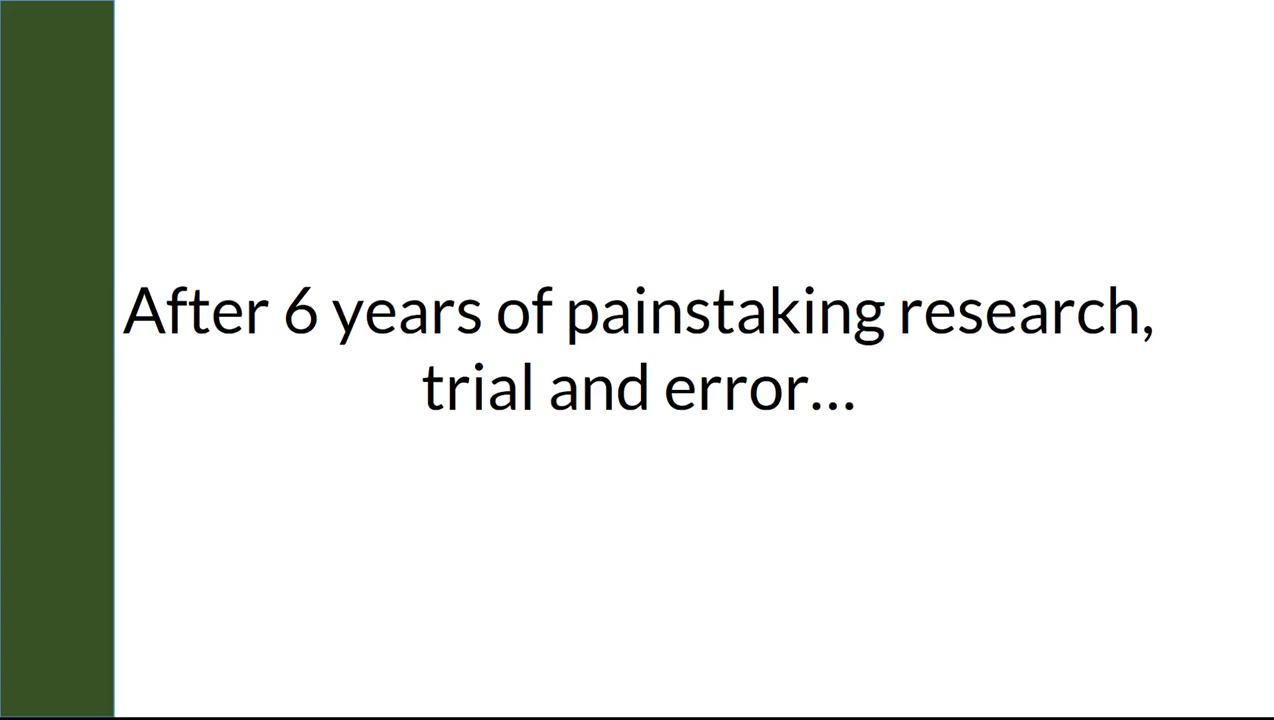 After 6 years of painstaking research,
trial and error...